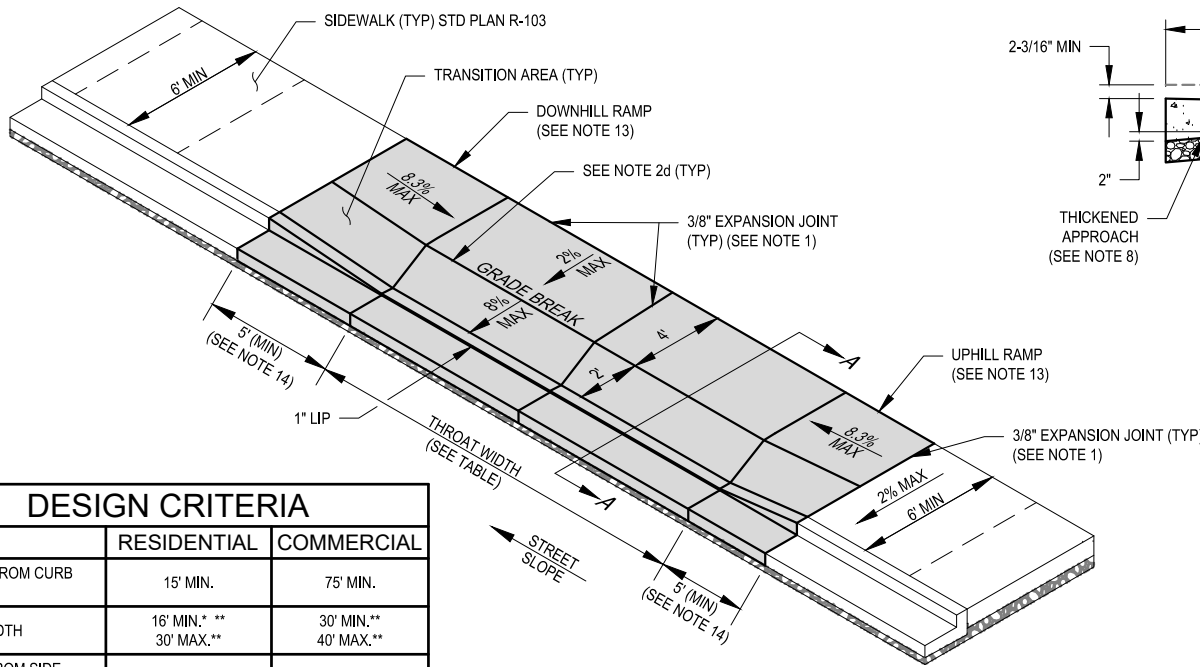 SIDEWALK (TYP) STD PLAN R-103
6' MIN
TRANSITION AREA (TYP)
DOWNHILL RAMP
(SEE NOTE 13)
SEE NOTE 2d (TYP)
3/8" EXPANSION JOINT
(TYP) (SEE NOTE 1)
8.3%
MAX
2%
MAX
GRADE BREAK
8%
MAX
4'
2'
A
UPHILL RAMP
(SEE NOTE 13)
8.3%
MAX
3/8" EXPANSION JOINT (TYP)
(SEE NOTE 1)
2% MAX
6' MIN
5' (MIN)
(SEE NOTE 14)
1" LIP
THROAT WIDTH
(SEE TABLE)
A
STREET
SLOPE
5' (MIN)
(SEE NOTE 14)
2-3/16" MIN
2"
THICKENED
APPROACH
(SEE NOTE 8)
DESIGN CRITERIA
RESIDENTIAL COMMERCIAL
ROM CURB 15' MIN. 75' MIN.
DTH 16' MIN.* ** 30' MIN.**
30' MAX.** 40' MAX.**